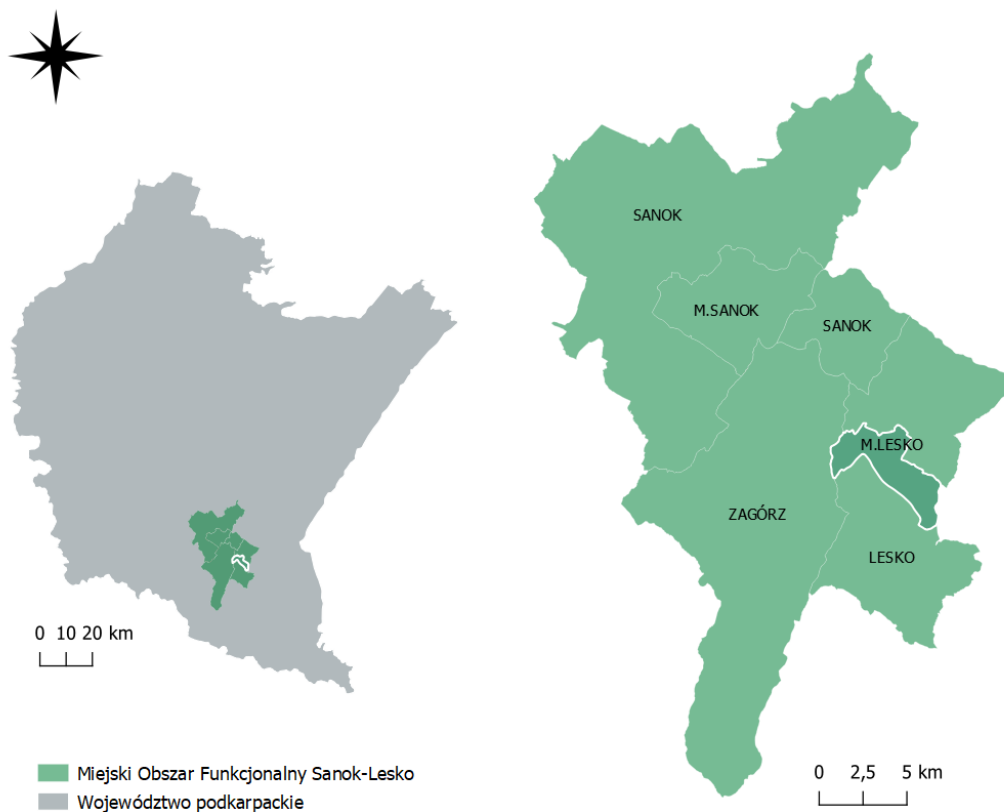 SANOK
M.SANOK
SANOK
M.LESKO
ZAGÓRZ
LESKO
0 10 20 km
0 2,5 5 km
Miejski Obszar Funkcjonalny Sanok-Lesko
Województwo podkarpackie